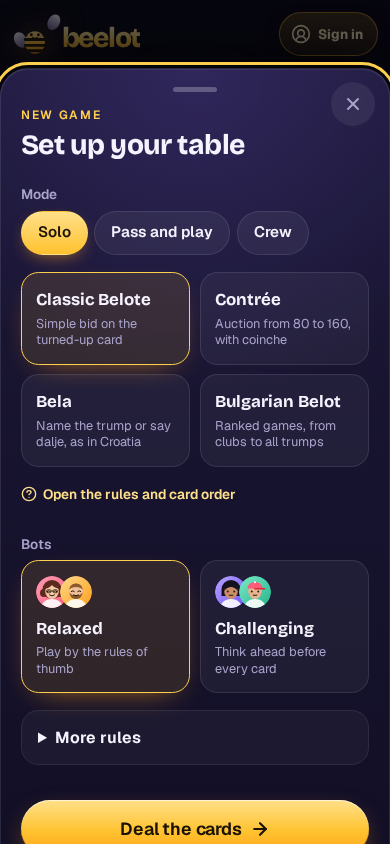 beelot
Sign in
NEW GAME
Set up your table
Mode
Solo
Pass and play
Crew
Classic Belote
Simple bid on the
turned-up card
Contrée
Auction from 80 to 160,
with coinche
Bela
Name the trump or say
dalje, as in Croatia
Bulgarian Belot
Ranked games, from
clubs to all trumps
Open the rules and card order
Bots
Relaxed
Play by the rules of
thumb
Challenging
Think ahead before
every card
More rules
Deal the cards